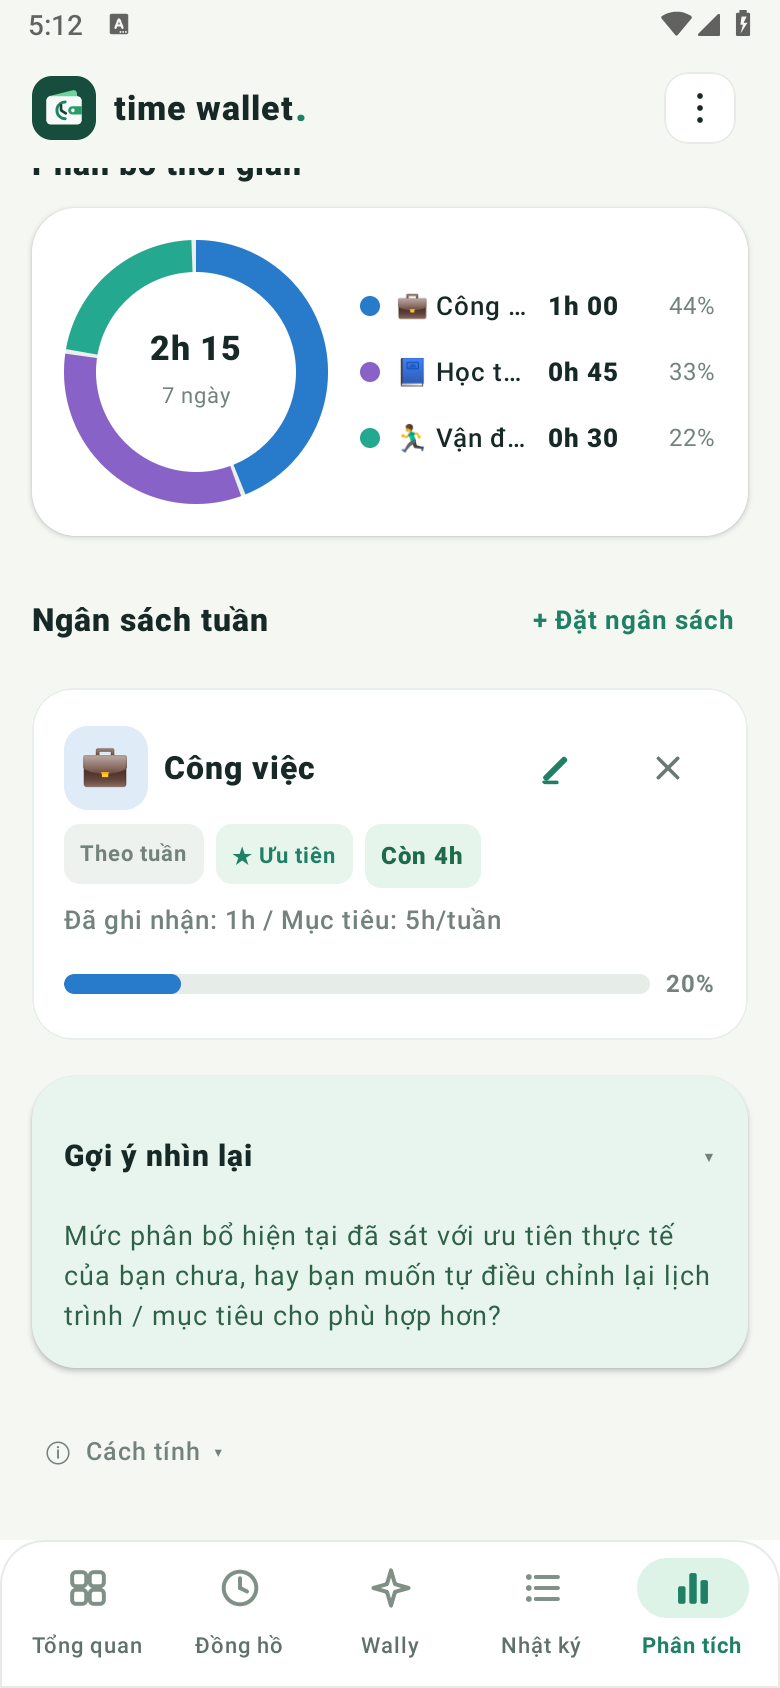 5:12
time wallet.
Phân bổ thời gian
2h 15
7 ngày
Công ... 1h 00 44%
Học t... 0h 45 33%
Vận đ... 0h 30 22%
Ngân sách tuần + Đặt ngân sách
Công việc
Theo tuần ★ Ưu tiên Còn 4h
Đã ghi nhận: 1h / Mục tiêu: 5h/tuần
20%
Gợi ý nhìn lại
Mức phân bổ hiện tại đã sát với ưu tiên thực tế
của bạn chưa, hay bạn muốn tự điều chỉnh lại lịch
trình / mục tiêu cho phù hợp hơn?
Cách tính
Tổng quan Đồng hồ Wally Nhật ký Phân tích